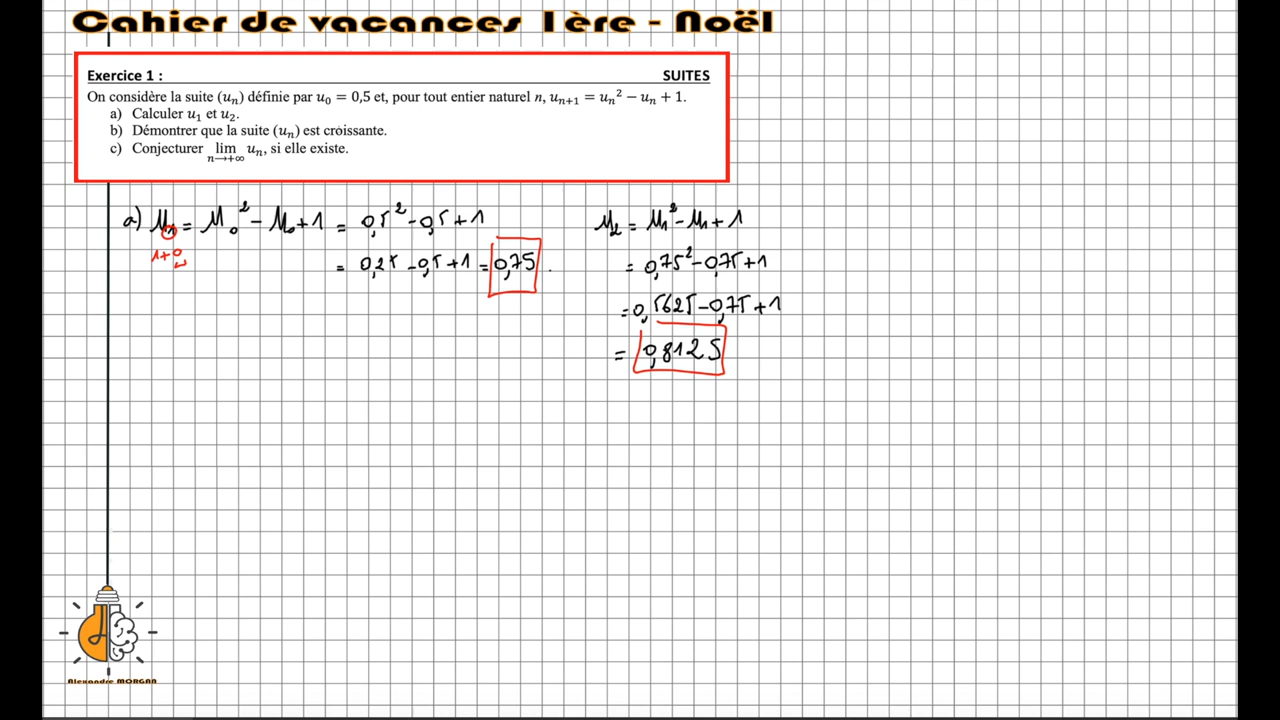 Cahier de vacances 1ère - Noël
Exercice 1 : SUITES
On considère la suite (uₙ) définie par u₀ = 0,5 et, pour tout entier naturel n, uₙ₊₁ = uₙ² − uₙ + 1.
a) Calculer u₁ et u₂.
b) Démontrer que la suite (uₙ) est croissante.
c) Conjecturer lim uₙ, si elle existe.
n→+∞
a) u₁ = u₀² - u₀ + 1 = 0,5² - 0,5 + 1
1+0
= 0,25 - 0,5 + 1 = 0,75
u₂ = u₁² - u₁ + 1
= 0,75² - 0,75 + 1
= 0,5625 - 0,75 + 1
= 0,8125
Alexandre MORGAN